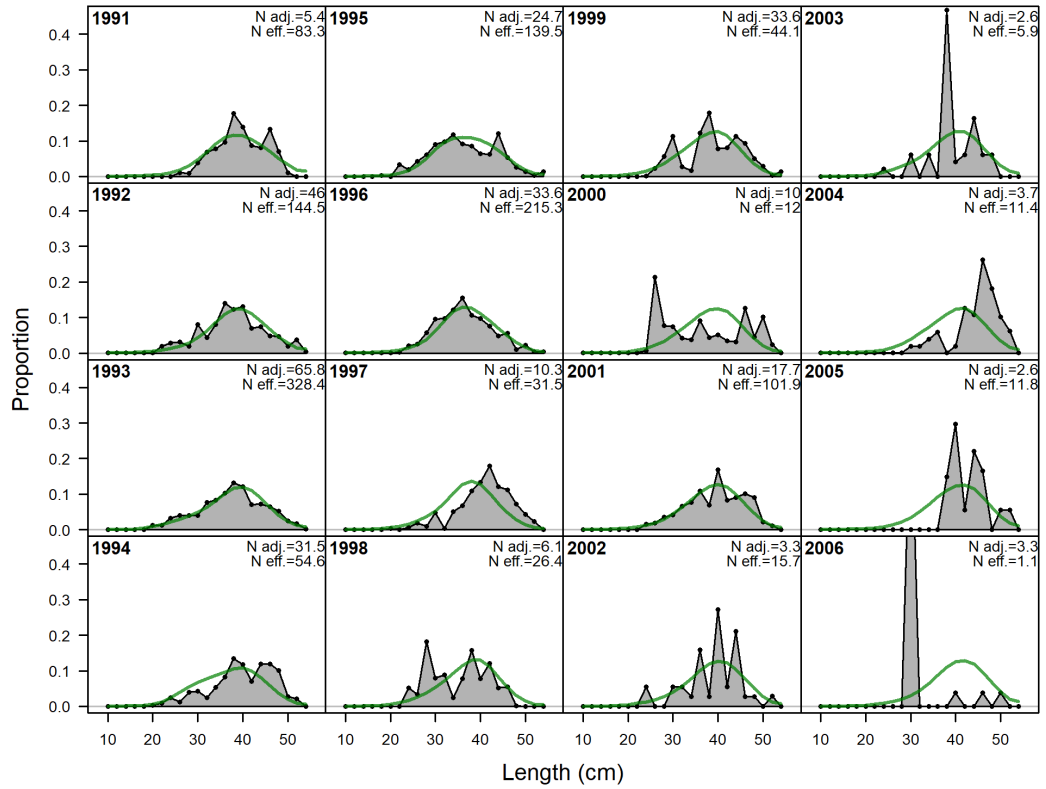 1991 N adj.=5.4
N eff.=83.3
1995 N adj.=24.7
N eff.=139.5
1999 N adj.=33.6
N eff.=44.1
2003 N adj.=2.6
N eff.=5.9
0.4
0.3
0.2
0.1
0.0
1992 N adj.=46
N eff.=144.5
1996 N adj.=33.6
N eff.=215.3
2000 N adj.=10
N eff.=12
2004 N adj.=3.7
N eff.=11.4
0.4
0.3
0.2
0.1
0.0
1993 N adj.=65.8
N eff.=328.4
1997 N adj.=10.3
N eff.=31.5
2001 N adj.=17.7
N eff.=101.9
2005 N adj.=2.6
N eff.=11.8
0.4
0.3
0.2
0.1
0.0
1994 N adj.=31.5
N eff.=54.6
1998 N adj.=6.1
N eff.=26.4
2002 N adj.=3.3
N eff.=15.7
2006 N adj.=3.3
N eff.=1.1
0.4
0.3
0.2
0.1
0.0
10 20 30 40 50 10 20 30 40 50 10 20 30 40 50 10 20 30 40 50
Proportion
Length (cm)